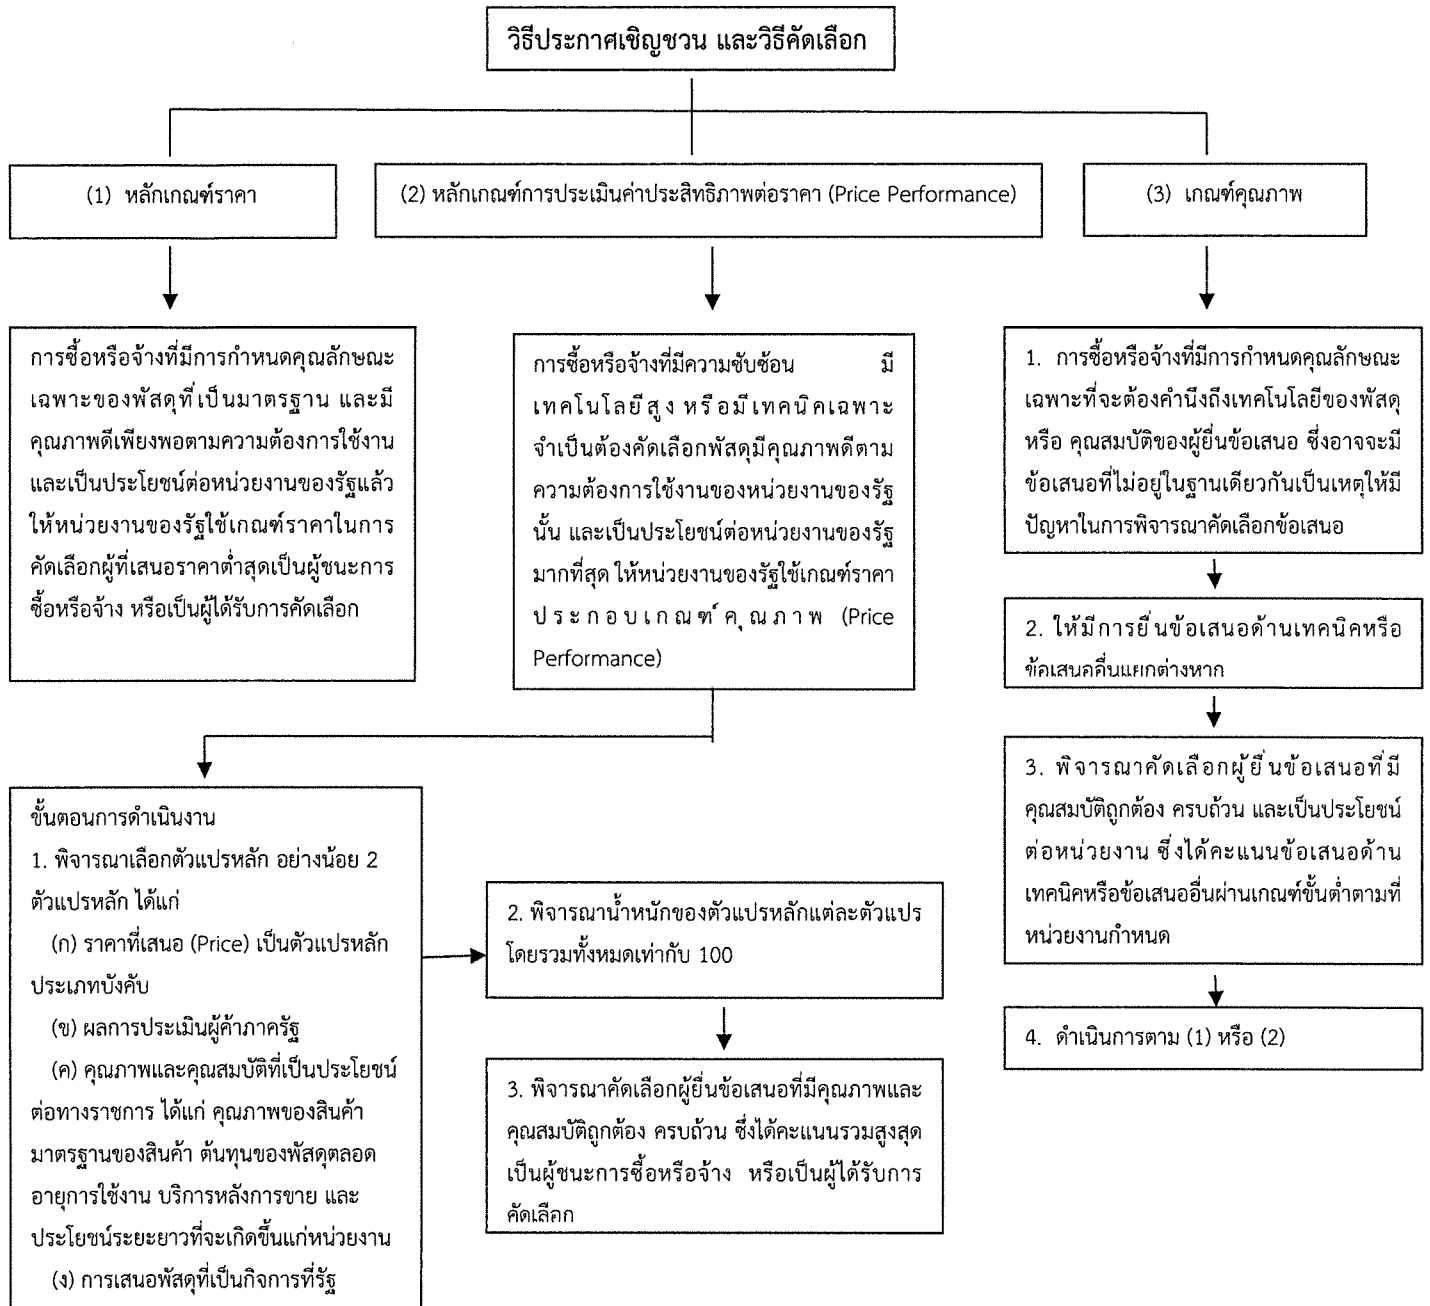 วิธีประกาศเชิญชวน และวิธีคัดเลือก
(1) หลักเกณฑ์ราคา
(2) หลักเกณฑ์การประเมินค่าประสิทธิภาพต่อราคา (Price Performance)
(3) เกณฑ์คุณภาพ
การซื้อหรือจ้างที่มีการกำหนดคุณลักษณะ
เฉพาะของพัสดุที่เป็นมาตรฐาน และมี
คุณภาพดีเพียงพอตามความต้องการใช้งาน
และเป็นประโยชน์ต่อหน่วยงานของรัฐแล้ว
ให้หน่วยงานของรัฐใช้เกณฑ์ราคาในการ
คัดเลือกผู้ที่เสนอราคาต่ำสุดเป็นผู้ชนะการ
ซื้อหรือจ้าง หรือเป็นผู้ได้รับการคัดเลือก
การซื้อหรือจ้างที่มีความซับซ้อน มี
เทคโนโลยีสูง หรือมีเทคนิคเฉพาะ
จำเป็นต้องคัดเลือกพัสดุมีคุณภาพดีตาม
ความต้องการใช้งานของหน่วยงานของรัฐ
นั้น และเป็นประโยชน์ต่อหน่วยงานของรัฐ
มากที่สุด ให้หน่วยงานของรัฐใช้เกณฑ์ราคา
ประกอบเกณฑ์คุณภาพ (Price
Performance)
1. การซื้อหรือจ้างที่มีการกำหนดคุณลักษณะ
เฉพาะที่จะต้องคำนึงถึงเทคโนโลยีของพัสดุ
หรือ คุณสมบัติของผู้ยื่นข้อเสนอ ซึ่งอาจจะมี
ข้อเสนอที่ไม่อยู่ในฐานเดียวกันเป็นเหตุให้มี
ปัญหาในการพิจารณาคัดเลือกข้อเสนอ
2. ให้มีการยื่นข้อเสนอด้านเทคนิคหรือ
ข้อเสนออื่นแยกต่างหาก
3. พิจารณาคัดเลือกผู้ยื่นข้อเสนอที่มี
คุณสมบัติถูกต้อง ครบถ้วน และเป็นประโยชน์
ต่อหน่วยงาน ซึ่งได้คะแนนข้อเสนอด้าน
เทคนิคหรือข้อเสนออื่นผ่านเกณฑ์ขั้นต่ำตามที่
หน่วยงานกำหนด
4. ดำเนินการตาม (1) หรือ (2)
ขั้นตอนการดำเนินงาน
1. พิจารณาเลือกตัวแปรหลัก อย่างน้อย 2
ตัวแปรหลัก ได้แก่
(ก) ราคาที่เสนอ (Price) เป็นตัวแปรหลัก
ประเภทบังคับ
(ข) ผลการประเมินผู้ค้าภาครัฐ
(ค) คุณภาพและคุณสมบัติที่เป็นประโยชน์
ต่อทางราชการ ได้แก่ คุณภาพของสินค้า
มาตรฐานของสินค้า ต้นทุนของพัสดุตลอด
อายุการใช้งาน บริการหลังการขาย และ
ประโยชน์ระยะยาวที่จะเกิดขึ้นแก่หน่วยงาน
(ง) การเสนอพัสดุที่เป็นกิจการที่รัฐ
2. พิจารณาน้ำหนักของตัวแปรหลักแต่ละตัวแปร
โดยรวมทั้งหมดเท่ากับ 100
3. พิจารณาคัดเลือกผู้ยื่นข้อเสนอที่มีคุณภาพและ
คุณสมบัติถูกต้อง ครบถ้วน ซึ่งได้คะแนนรวมสูงสุด
เป็นผู้ชนะการซื้อหรือจ้าง หรือเป็นผู้ได้รับการ
คัดเลือก